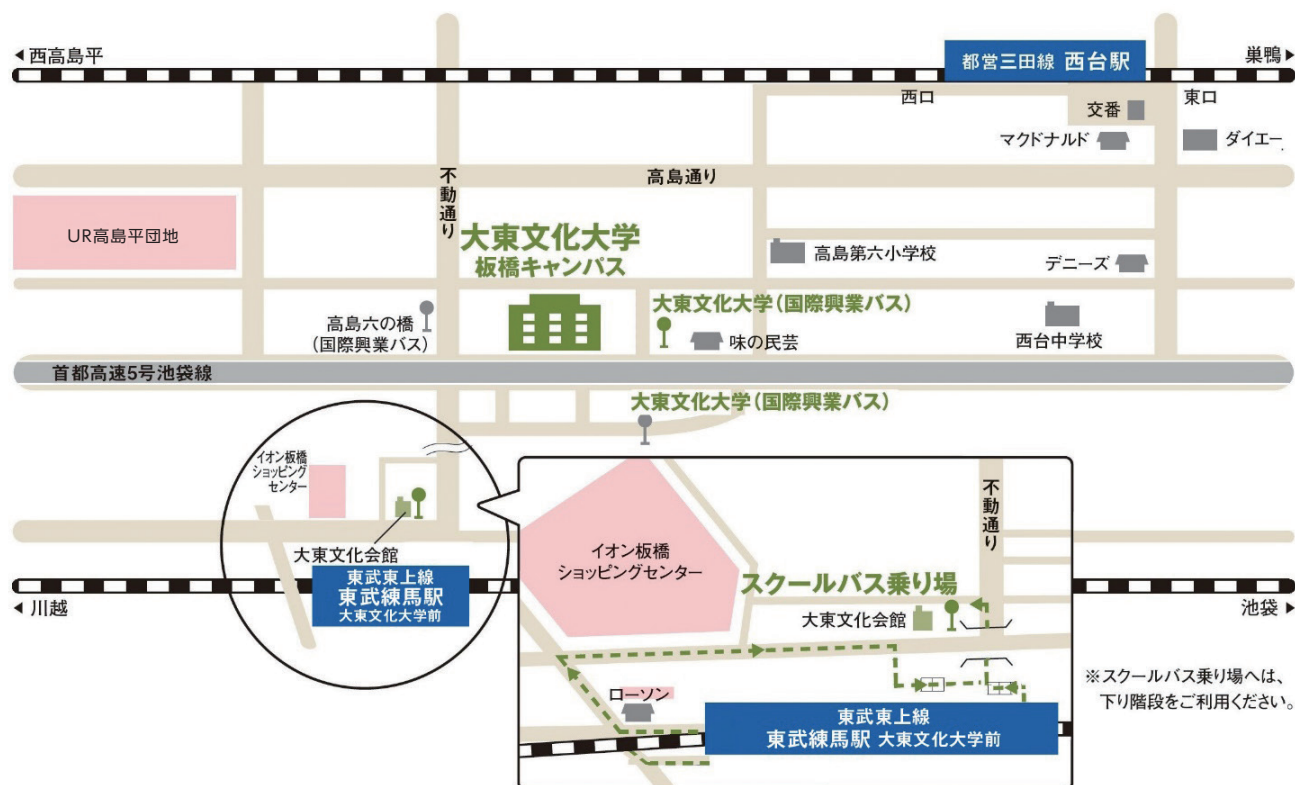 ◀西高島平
都営三田線 西台駅
巣鴨▶
西口
東口
交番
マクドナルド
ダイエー
不動通り
高島通り
UR高島平団地
大東文化大学
板橋キャンパス
高島第六小学校
デニーズ
大東文化大学(国際興業バス)
高島六の橋
(国際興業バス)
味の民芸
西台中学校
首都高速5号池袋線
大東文化大学(国際興業バス)
イオン板橋
ショッピング
センター
大東文化会館
東武東上線
東武練馬駅
大東文化大学前
◀川越
イオン板橋
ショッピングセンター
不動通り
スクールバス乗り場
大東文化会館
ローソン
東武東上線
東武練馬駅 大東文化大学前
池袋▶
※スクールバス乗り場へは、
下り階段をご利用ください。